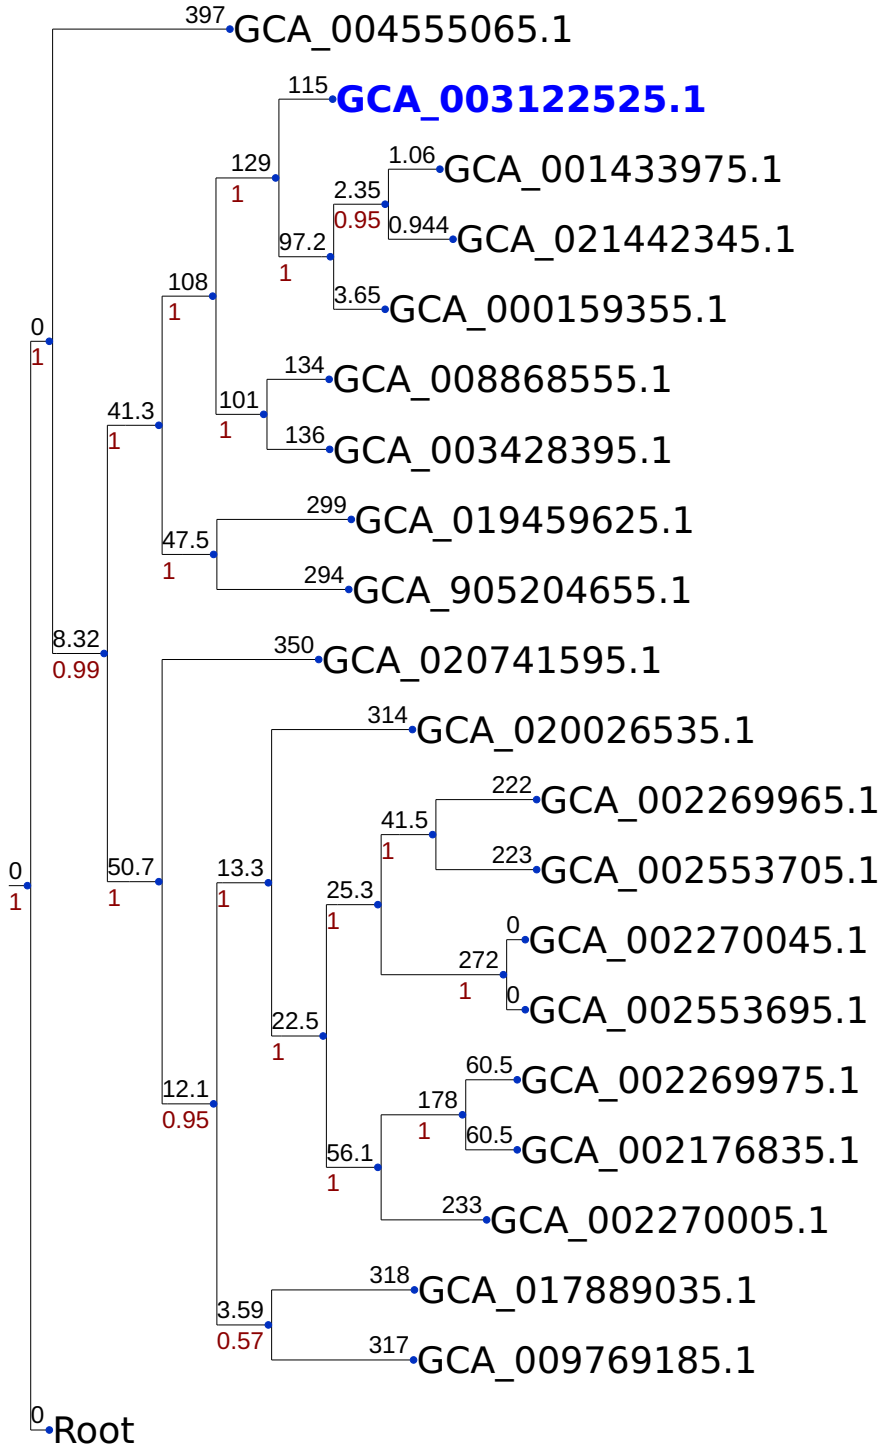 397 GCA_004555065.1
115 GCA_003122525.1
1.06 GCA_001433975.1
129
1
2.35
0.95
0.944 GCA_021442345.1
97.2
1
3.65 GCA_000159355.1
108
1
0
1
134 GCA_008868555.1
101
1
41.3
1
136 GCA_003428395.1
299 GCA_019459625.1
47.5
1
294 GCA_905204655.1
8.32
0.99
350 GCA_020741595.1
314 GCA_020026535.1
222 GCA_002269965.1
41.5
1
223 GCA_002553705.1
0
1
50.7
1
13.3
1
25.3
1
0 GCA_002270045.1
272
1
0 GCA_002553695.1
22.5
1
60.5 GCA_002269975.1
12.1
0.95
178
1
60.5 GCA_002176835.1
56.1
1
233 GCA_002270005.1
318 GCA_017889035.1
3.59
0.57
317 GCA_009769185.1
0 Root